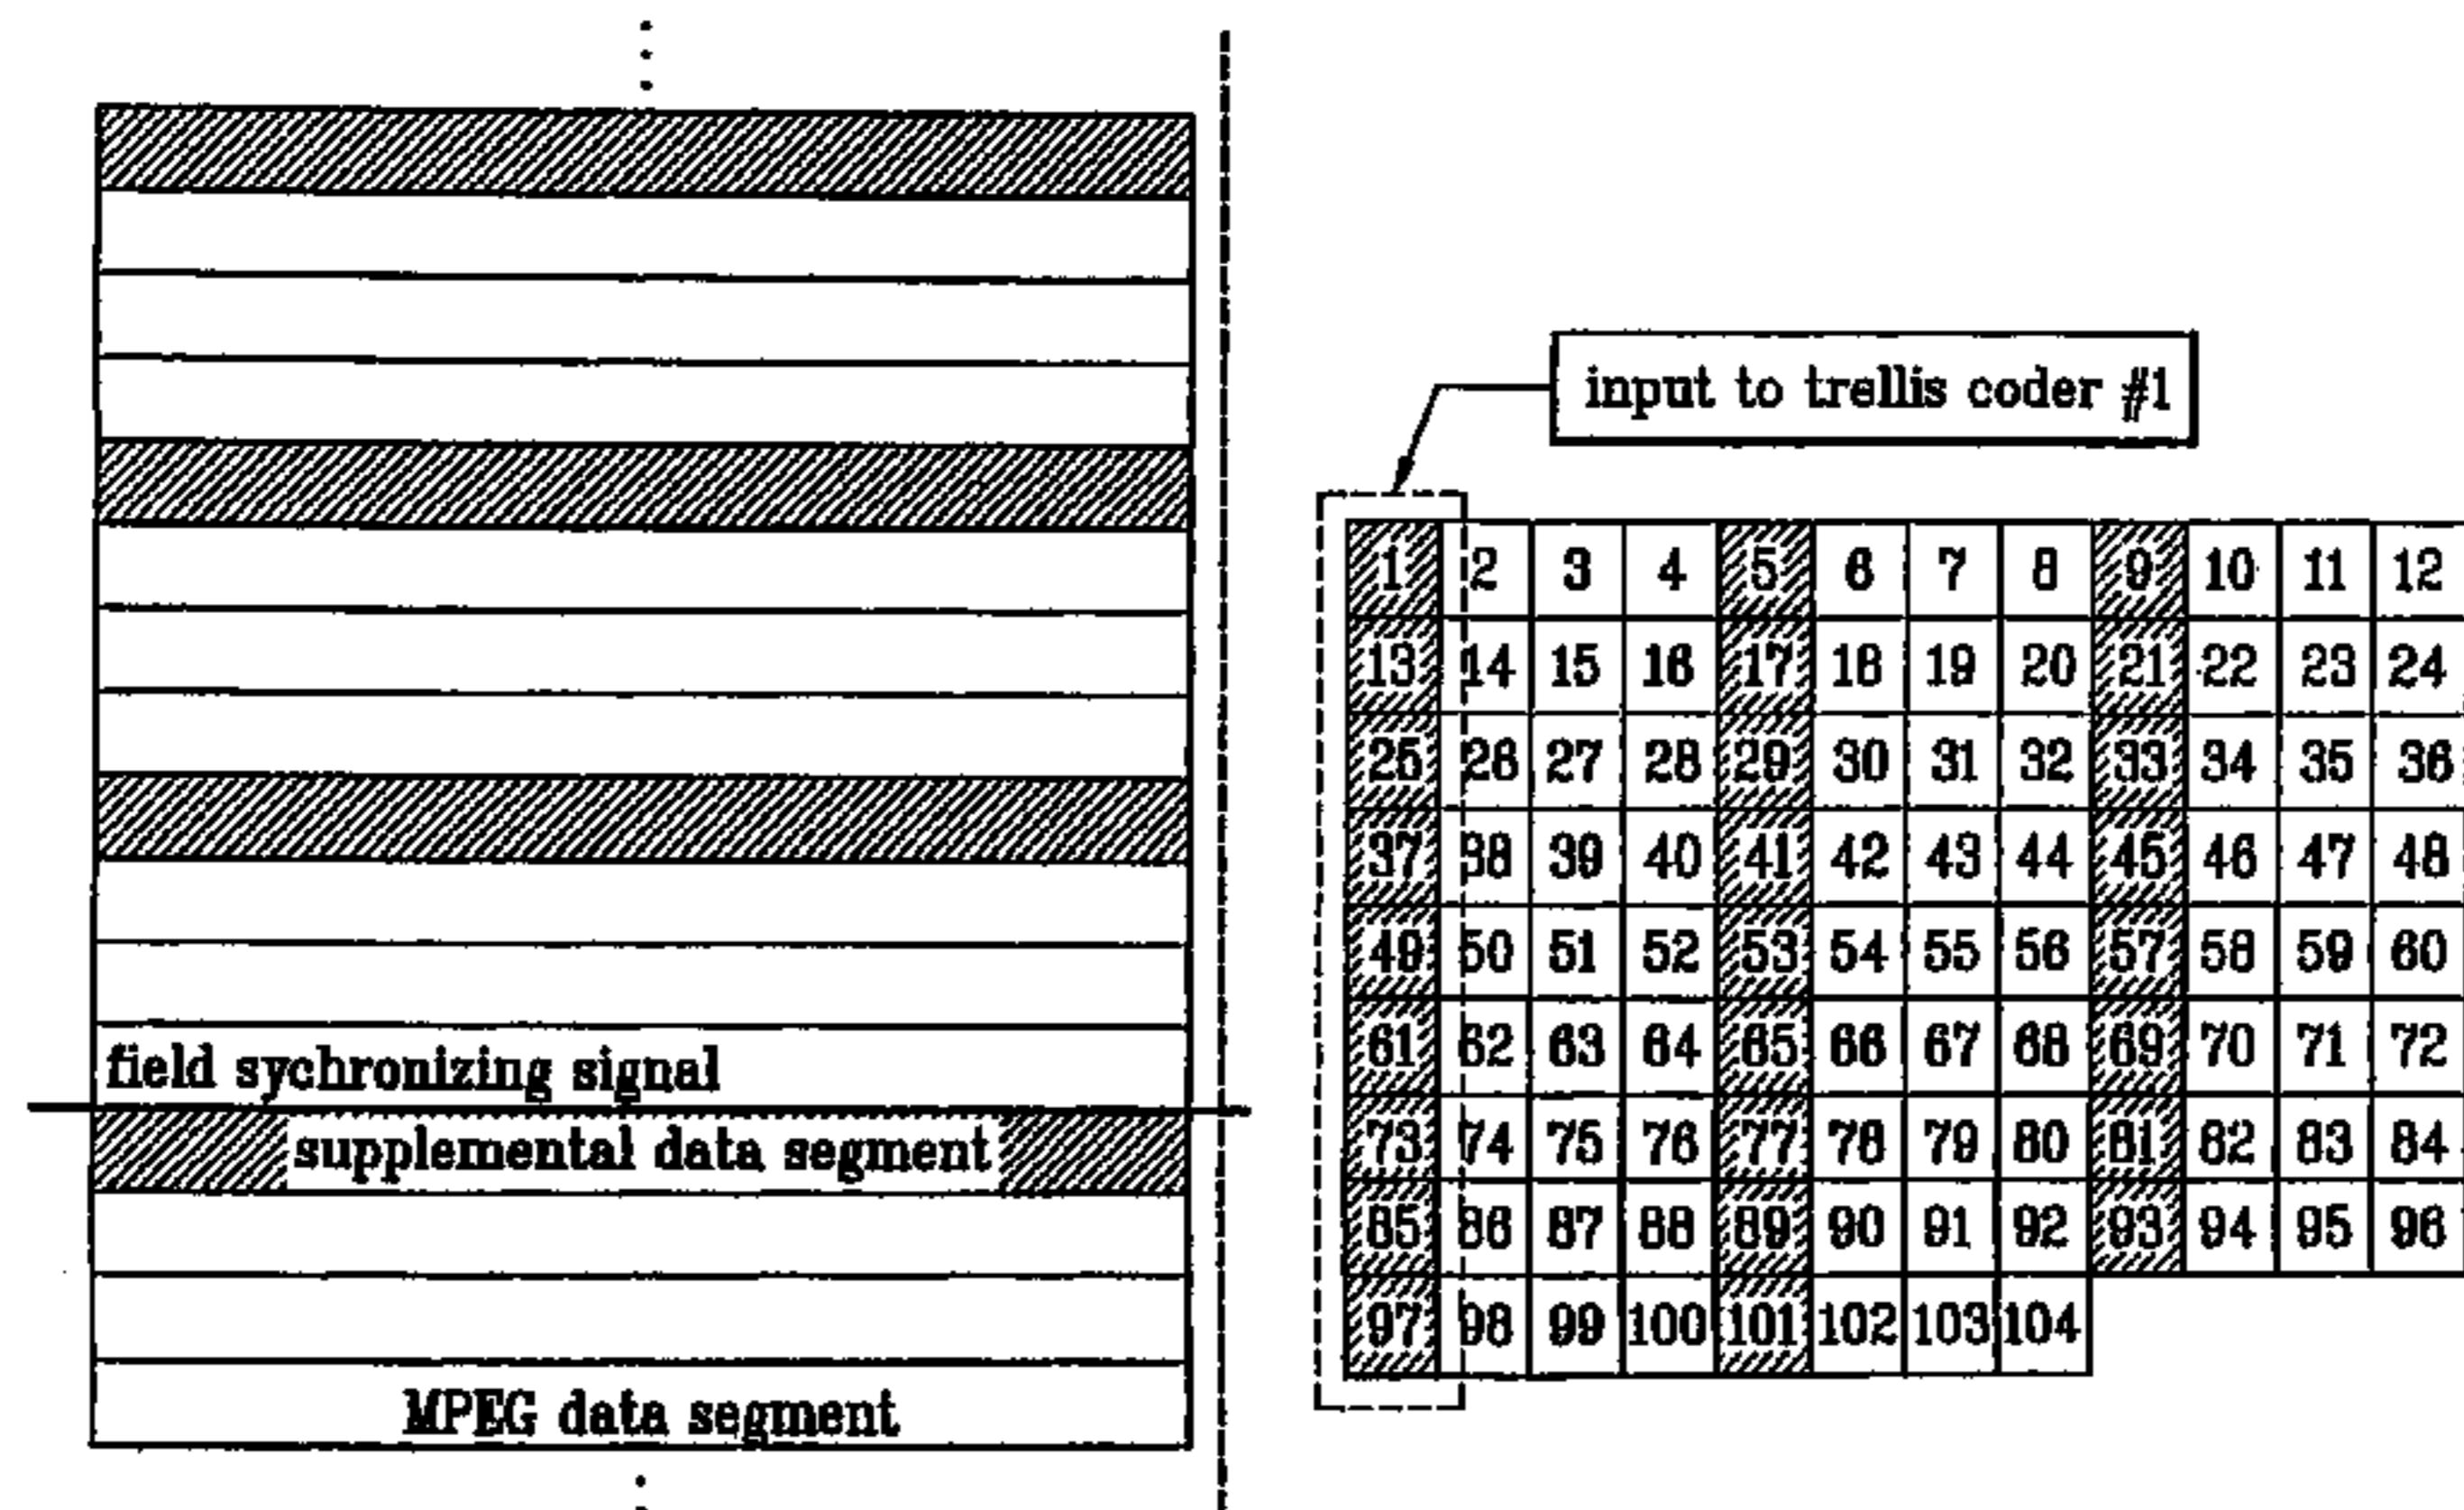 input to trellis coder #1
1 2 3 4 5 6 7 8 9 10 11 12
13 14 15 16 17 18 19 20 21 22 23 24
25 26 27 28 29 30 31 32 33 34 35 36
37 38 39 40 41 42 43 44 45 46 47 48
49 50 51 52 53 54 55 56 57 58 59 60
61 62 63 64 65 66 67 68 69 70 71 72
73 74 75 76 77 78 79 80 81 82 83 84
85 86 87 88 89 90 91 92 93 94 95 96
97 98 99 100 101 102 103 104
field sychronizing signal
supplemental data segment
MPEG data segment